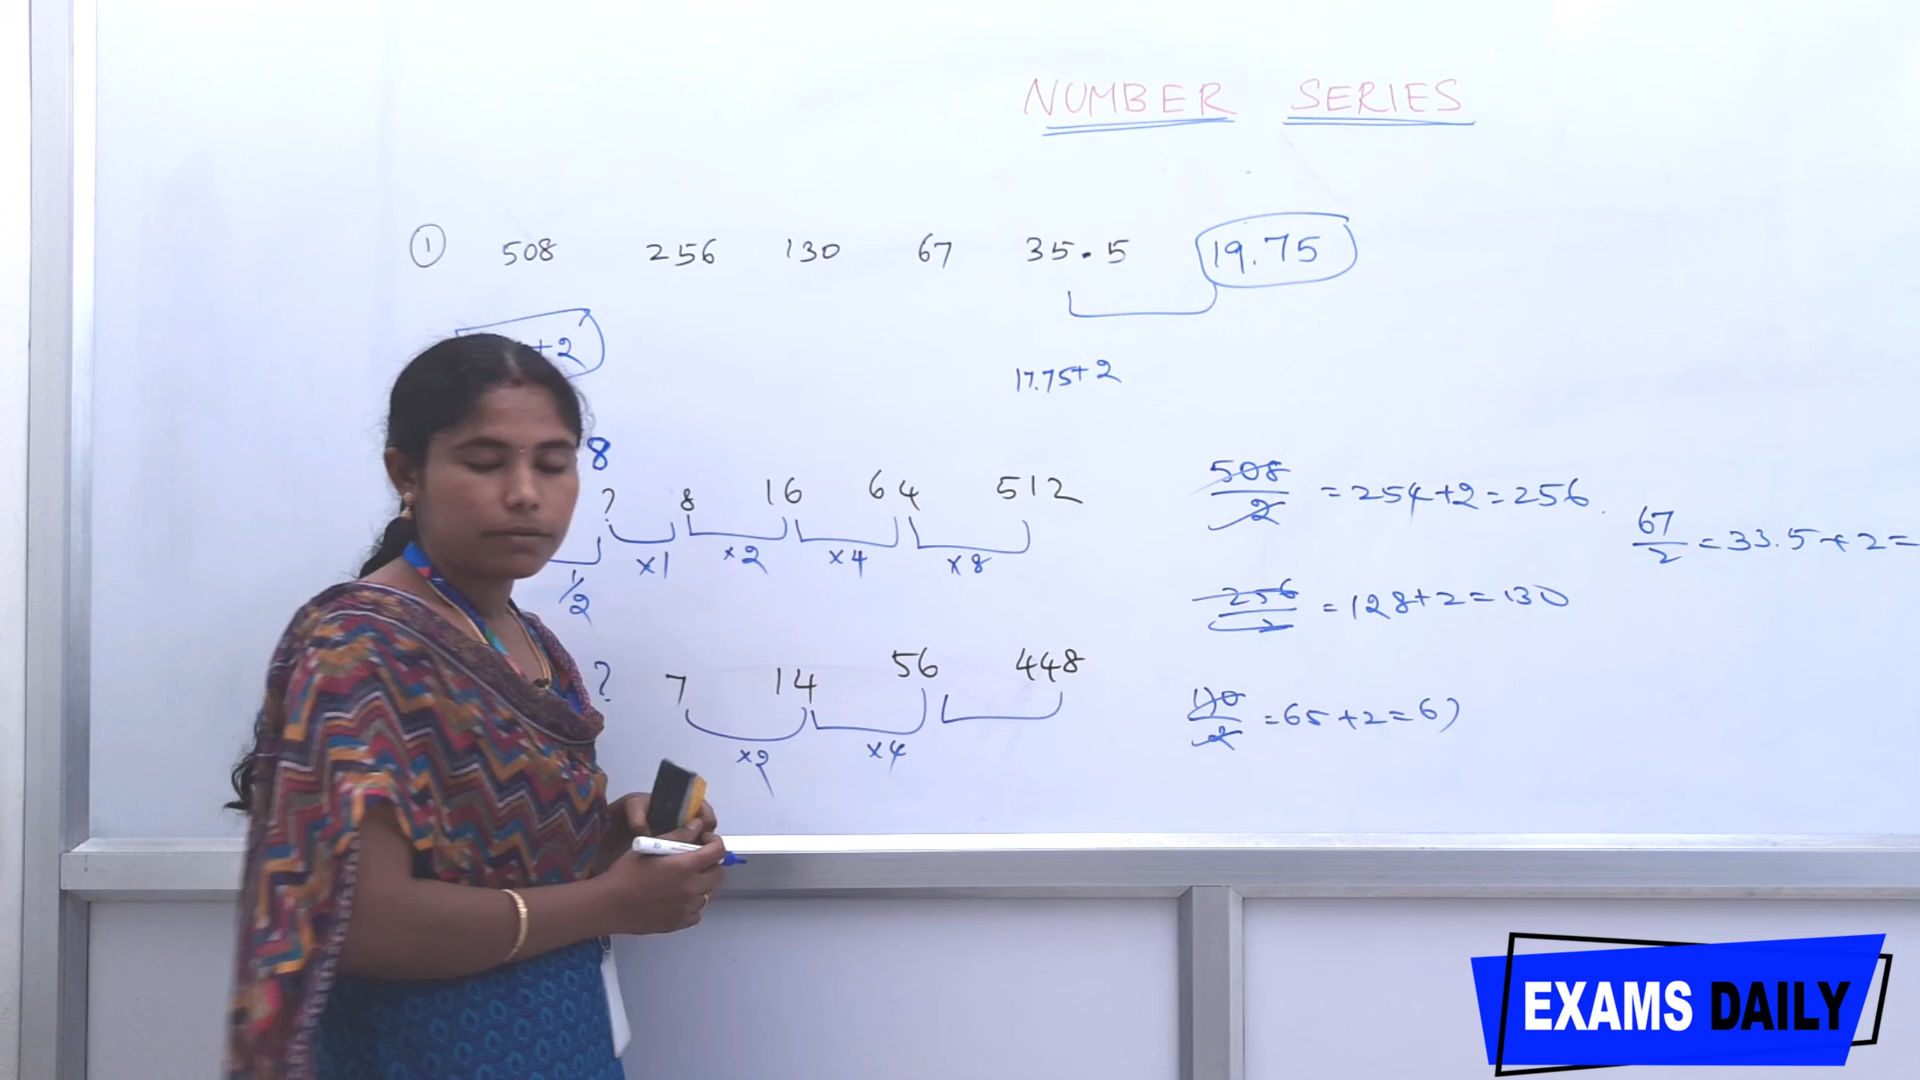 NUMBER SERIES
① 508 256 130 67 35.5 19.75
+2
17.75+2
8
? 8 16 64 512
1/2 ×1 ×2 ×4 ×8
? 7 14 56 448
×2 ×4
508/2 = 254+2=256.
256/2 = 128+2=130
130/2 =65+2=67
67/2 =33.5+2=
EXAMS DAILY